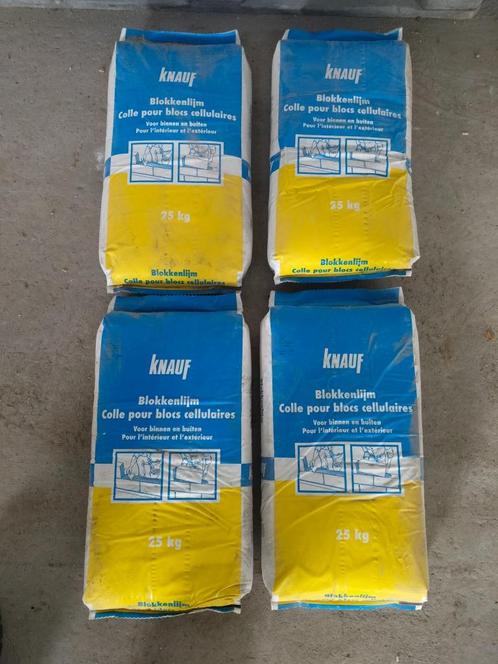 KNAUF
Blokkenlijm
Colle pour blocs cellulaires
Voor binnen en buiten
Pour l'intérieur et l'extérieur
25 kg
Blokkenlijm
Colle pour blocs cellulaires
KNAUF
Blokkenlijm
Colle pour blocs cellulaires
Voor binnen en buiten
Pour l'intérieur et l'extérieur
25 kg
Blokkenlijm
Colle pour blocs cellulaires
KNAUF
Blokkenlijm
Colle pour blocs cellulaires
Voor binnen en buiten
Pour l'intérieur et l'extérieur
25 kg
Blokkenlijm
KNAUF
Blokkenlijm
Colle pour blocs cellulaires
Voor binnen en buiten
Pour l'intérieur et l'extérieur
25 kg
Blokkenlijm